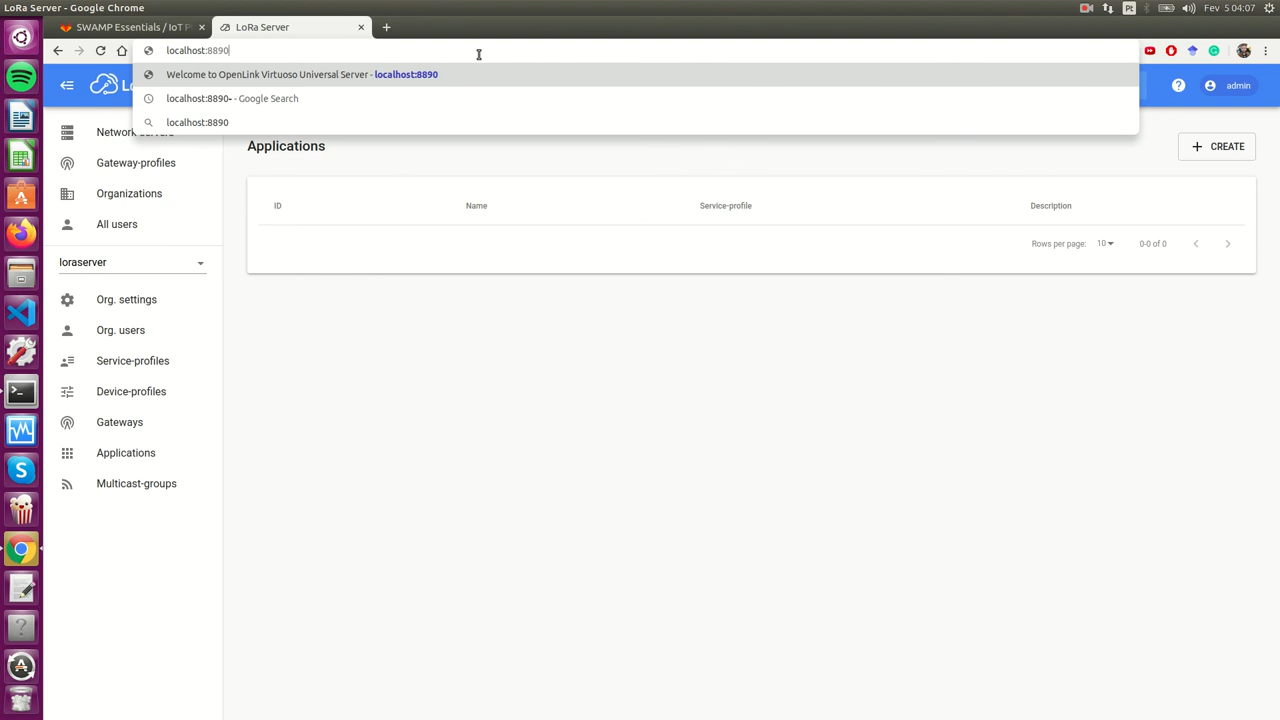 LoRa Server - Google Chrome
Pt
Fev 5 04:07
SWAMP Essentials / IoT P
LoRa Server
localhost:8890
Welcome to OpenLink Virtuoso Universal Server - localhost:8890
localhost:8890- - Google Search
localhost:8890
Lo
admin
Network-servers
Gateway-profiles
Organizations
All users
loraserver
Org. settings
Org. users
Service-profiles
Device-profiles
Gateways
Applications
Multicast-groups
Applications
CREATE
ID
Name
Service-profile
Description
Rows per page:
10
0-0 of 0